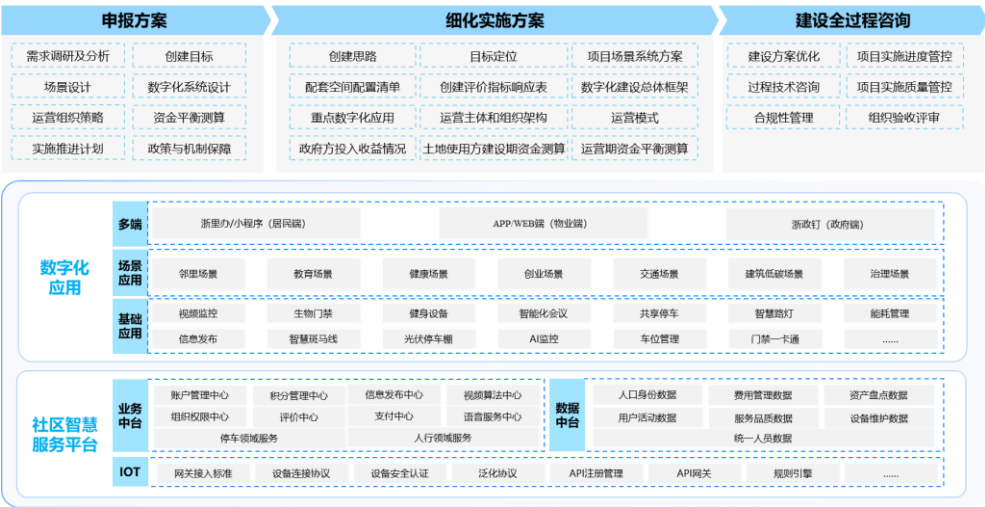 申报方案 细化实施方案 建设全过程咨询
需求调研及分析 创建目标 创建思路 目标定位 项目场景系统方案 建设方案优化 项目实施进度管控
场景设计 数字化系统设计 配套空间配置清单 创建评价指标响应表 数字化建设总体框架 过程技术咨询 项目实施质量管控
运营组织策略 资金平衡测算 重点数字化应用 运营主体和组织架构 运营模式 合规性管理 组织验收评审
实施推进计划 政策与机制保障 政府方投入收益情况 土地使用方建设期资金测算 运营期资金平衡测算
数字化
应用
多端
浙里办/小程序（居民端） APP/WEB端（物业端） 浙政钉（政府端）
场景
应用
邻里场景 教育场景 健康场景 创业场景 交通场景 建筑低碳场景 治理场景
基础
应用
视频监控 生物门禁 健身设备 智能化会议 共享停车 智慧路灯 能耗管理
信息发布 智慧斑马线 光伏停车棚 AI监控 车位管理 门禁一卡通 ......
社区智慧
服务平台
业务
中台
账户管理中心 积分管理中心 信息发布中心 视频算法中心
组织权限中心 评价中心 支付中心 语音服务中心
停车领域服务 人行领域服务
数据
中台
人口身份数据 费用管理数据 资产盘点数据
用户活动数据 服务品质数据 设备维护数据
统一人员数据
IOT
网关接入标准 设备连接协议 设备安全认证 泛化协议 API注册管理 API网关 规则引擎 ......